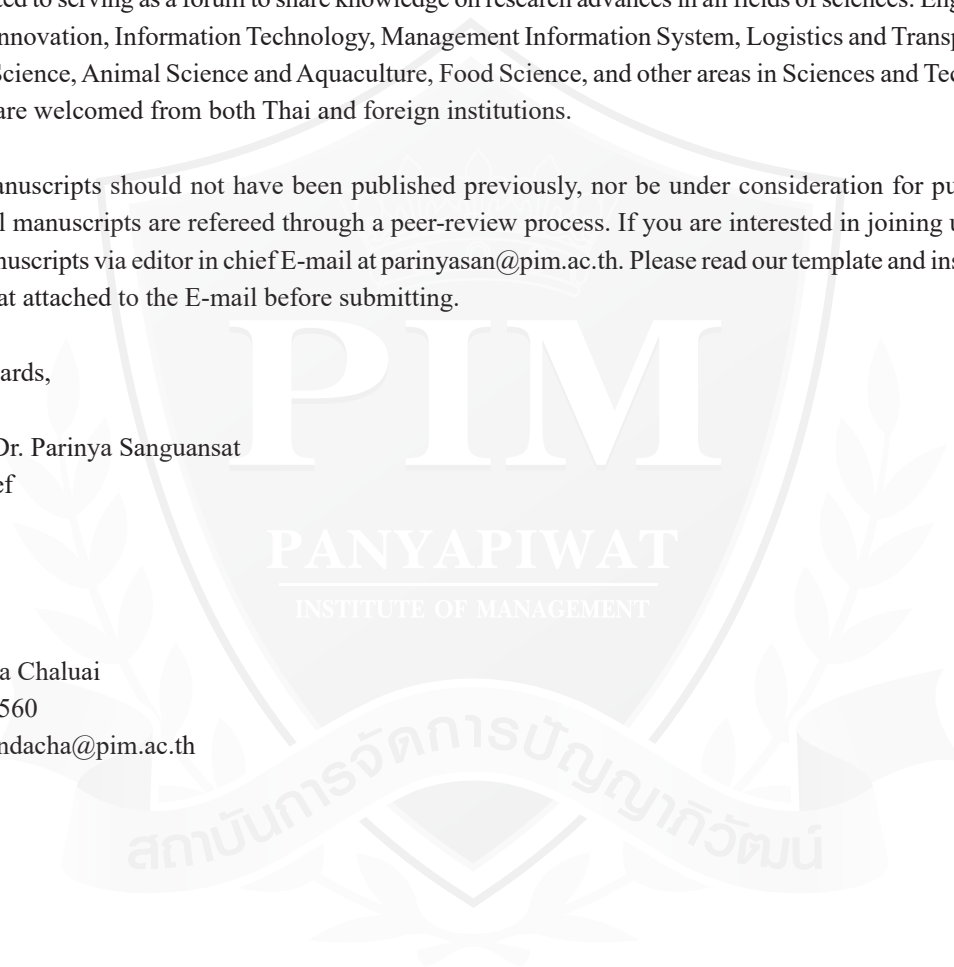 ted to serving as a forum to share knowledge on research advances in all fields of sciences: Eng
nnovation, Information Technology, Management Information System, Logistics and Transp
Science, Animal Science and Aquaculture, Food Science, and other areas in Sciences and Tec
are welcomed from both Thai and foreign institutions.
anuscripts should not have been published previously, nor be under consideration for pu
l manuscripts are refereed through a peer-review process. If you are interested in joining u
nuscripts via editor in chief E-mail at parinyasan@pim.ac.th. Please read our template and ins
at attached to the E-mail before submitting.
ards,
Dr. Parinya Sanguansat
ef
PIM
PANYAPIWAT
INSTITUTE OF MANAGEMENT
a Chaluai
560
ndacha@pim.ac.th
สถาบันการจัดการปัญญาภิวัฒน์